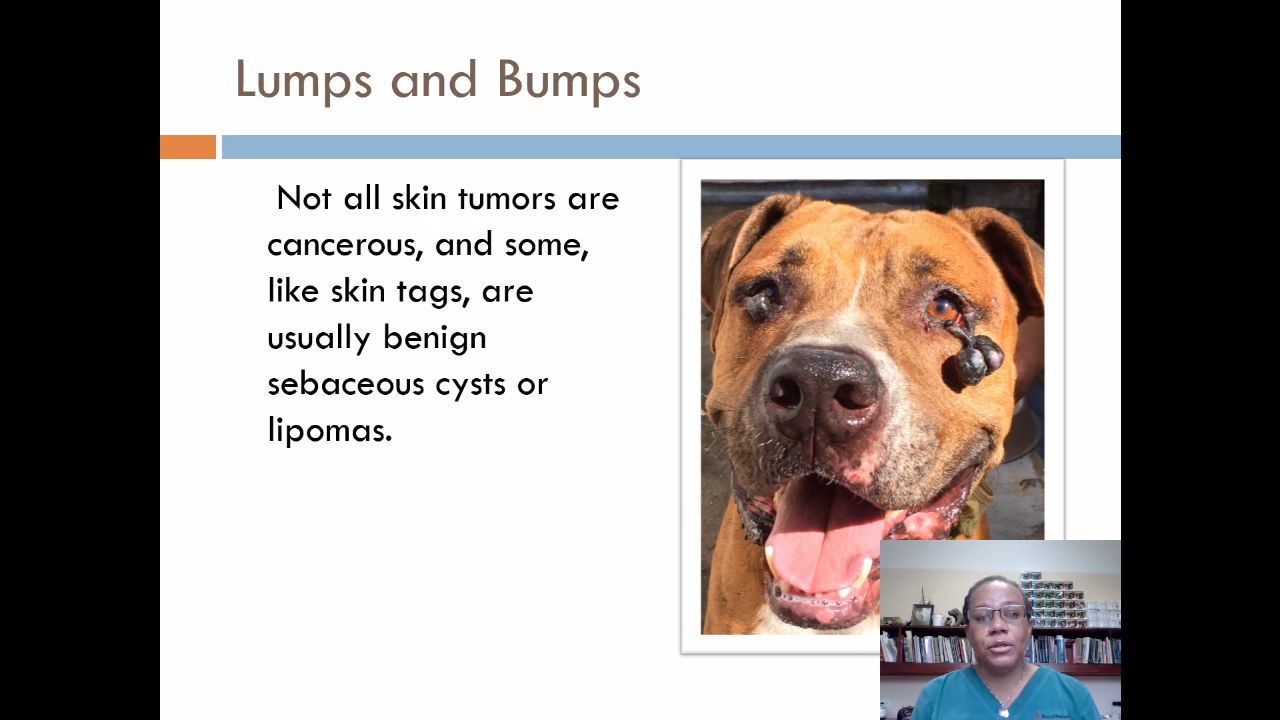 Lumps and Bumps
Not all skin tumors are
cancerous, and some,
like skin tags, are
usually benign
sebaceous cysts or
lipomas.